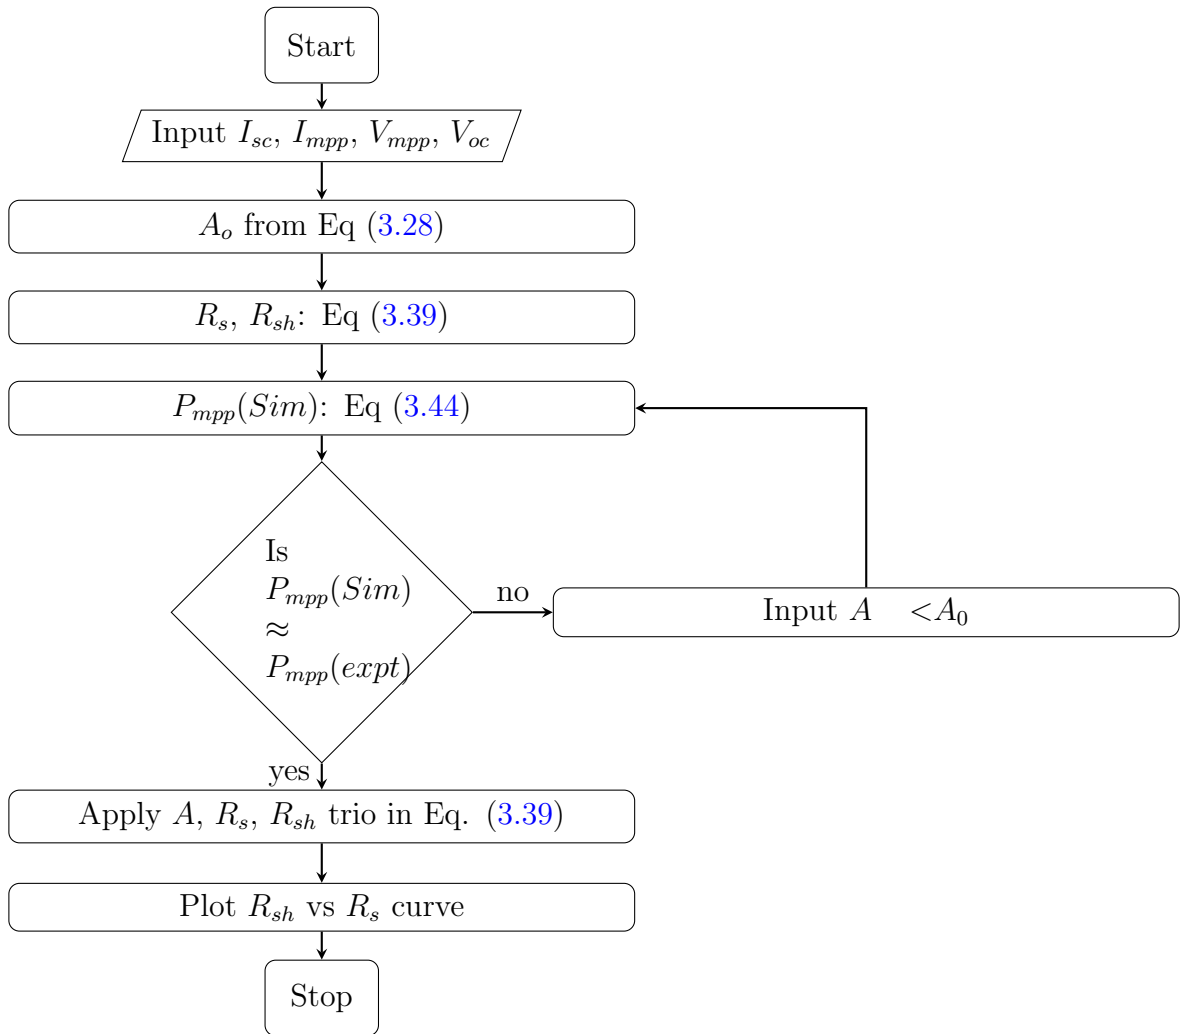 Start
Input I_sc, I_mpp, V_mpp, V_oc
A_o from Eq (3.28)
R_s, R_sh: Eq (3.39)
P_mpp(Sim): Eq (3.44)
Is
P_mpp(Sim)
≈
P_mpp(expt)
no
Input A <A_0
yes
Apply A, R_s, R_sh trio in Eq. (3.39)
Plot R_sh vs R_s curve
Stop